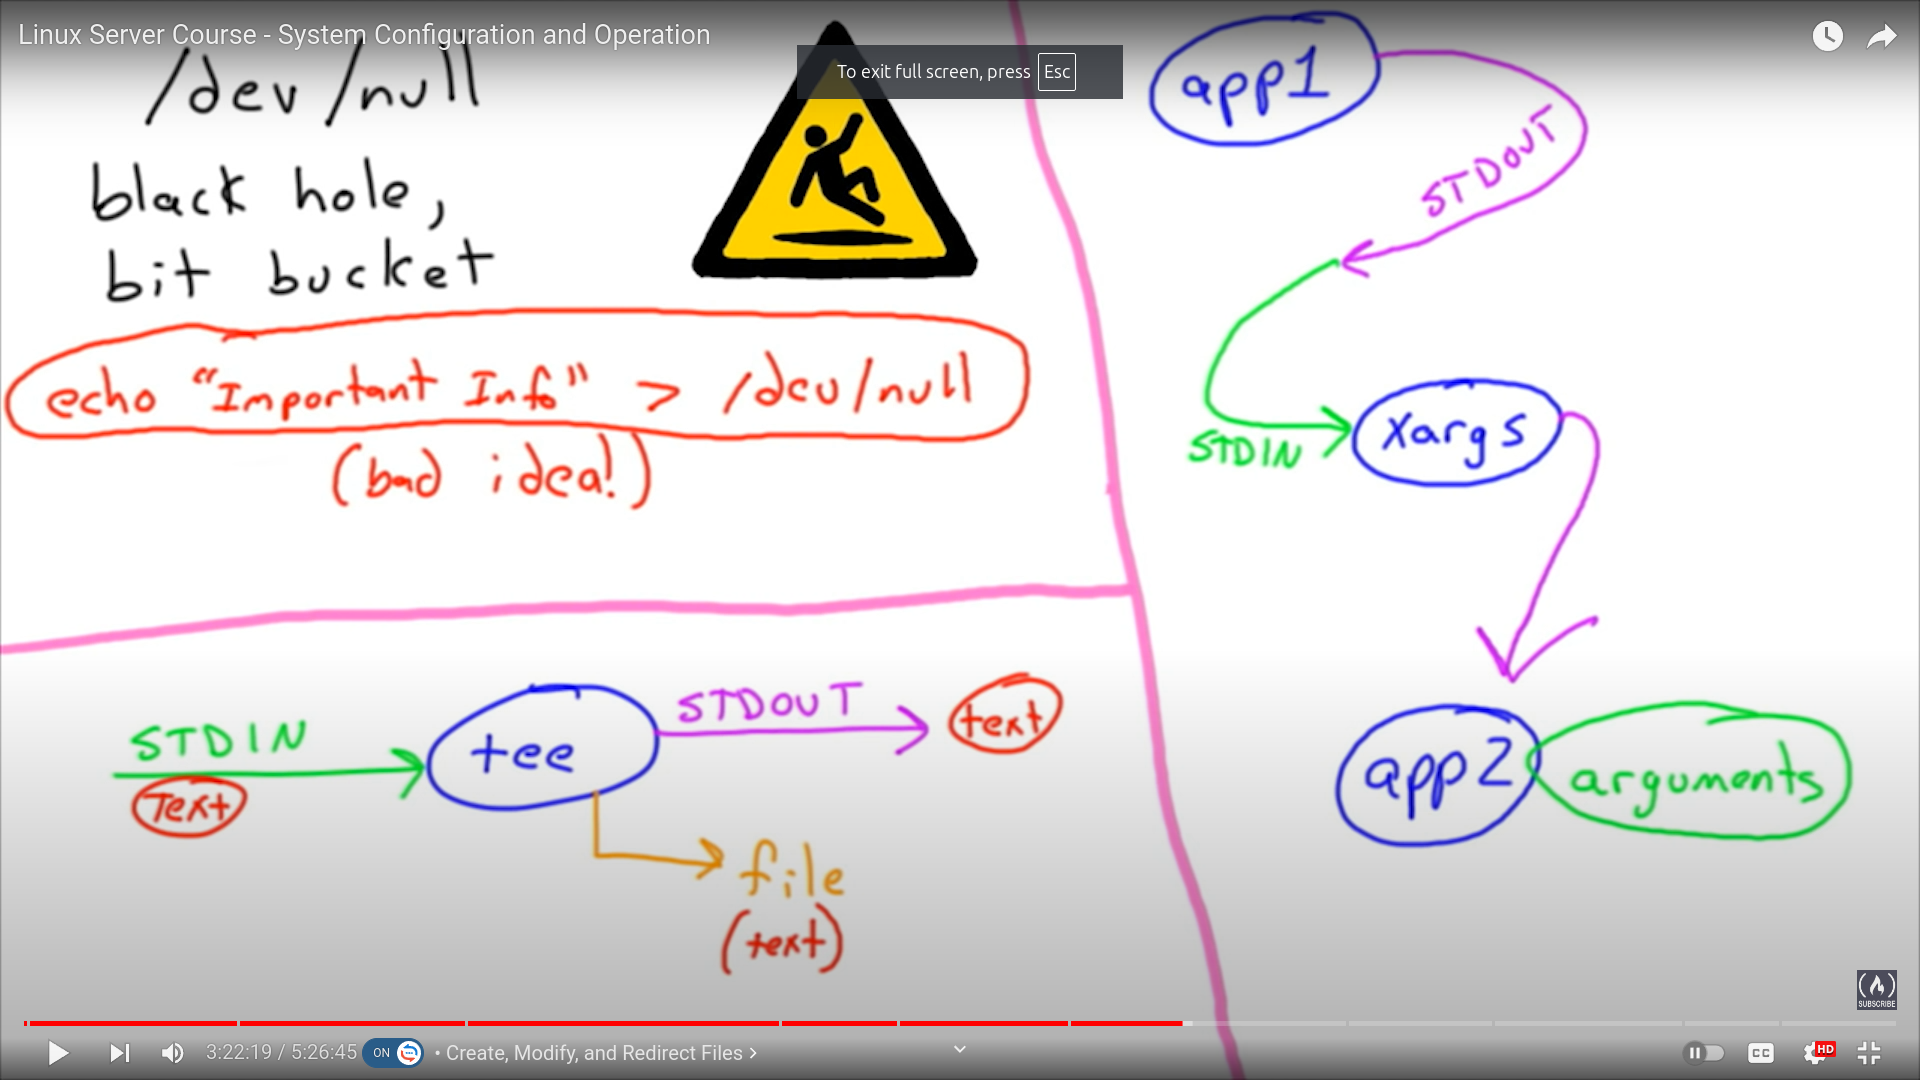 Linux Server Course - System Configuration and Operation
To exit full screen, press Esc
/dev/null
black hole,
bit bucket
echo "Important Info" > /dev/null
(bad idea!)
STDIN
Text
tee
STDOUT
text
file
(text)
app1
STDOUT
STDIN
xargs
app2
arguments
SUBSCRIBE
3:22:19 / 5:26:45 ON • Create, Modify, and Redirect Files >
CC
HD